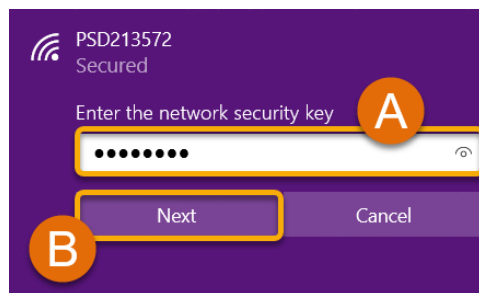 PSD213572
Secured
Enter the network security key
A
••••••••
Next
Cancel
B